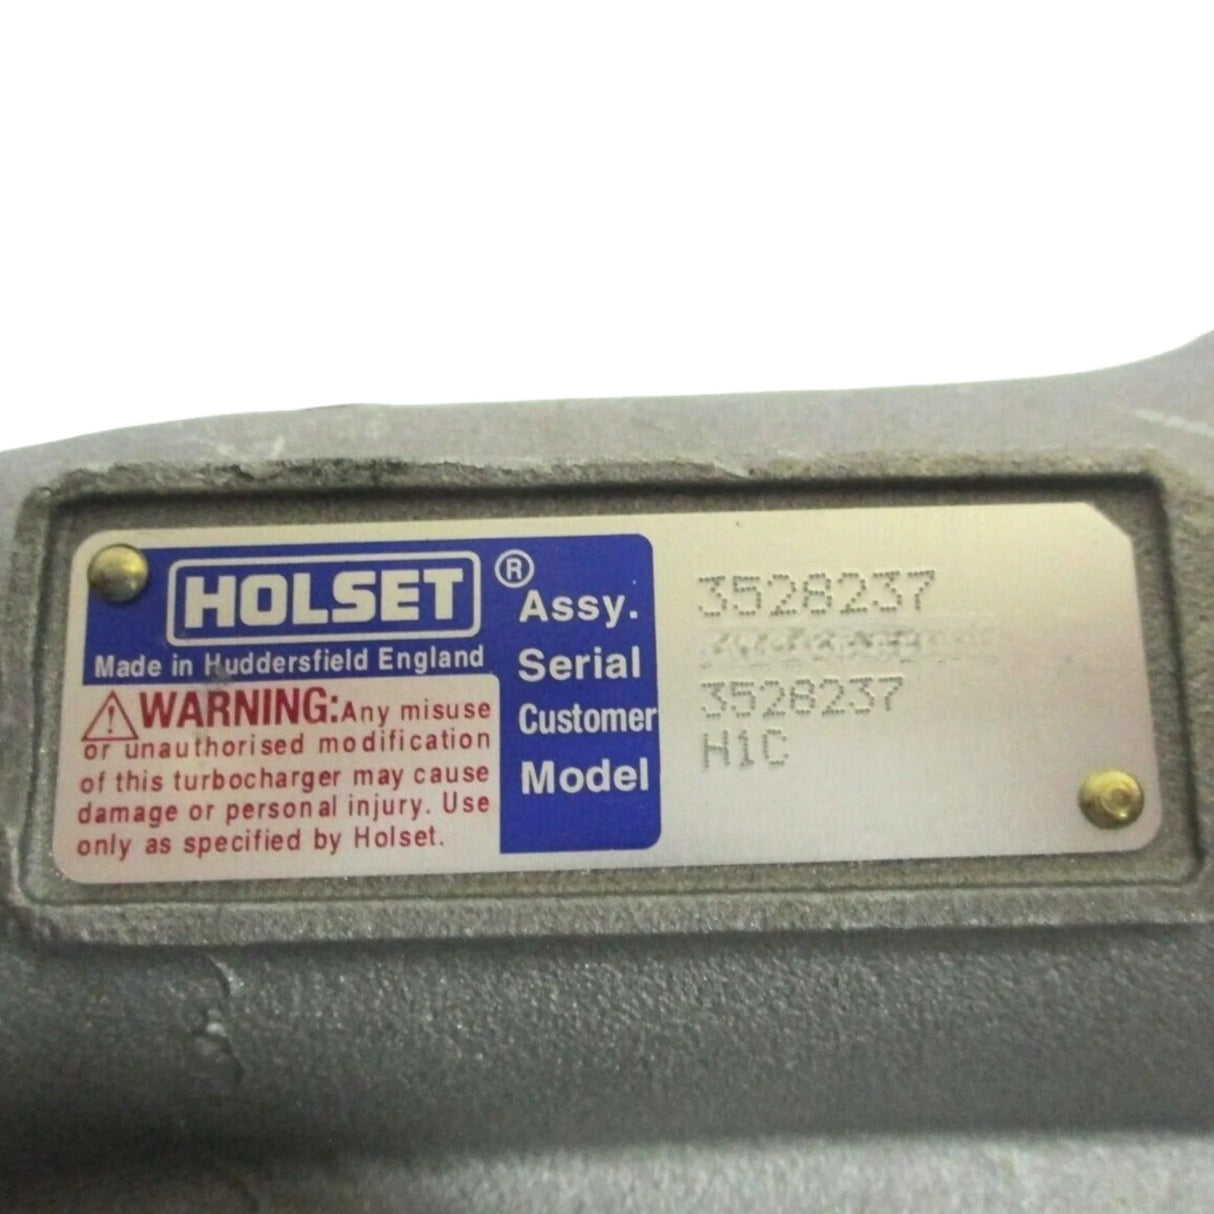 HOLSET ®
Made in Huddersfield England
⚠ WARNING: Any misuse
or unauthorised modification
of this turbocharger may cause
damage or personal injury. Use
only as specified by Holset.
Assy. 3528237
Serial
Customer 3528237
Model H1C